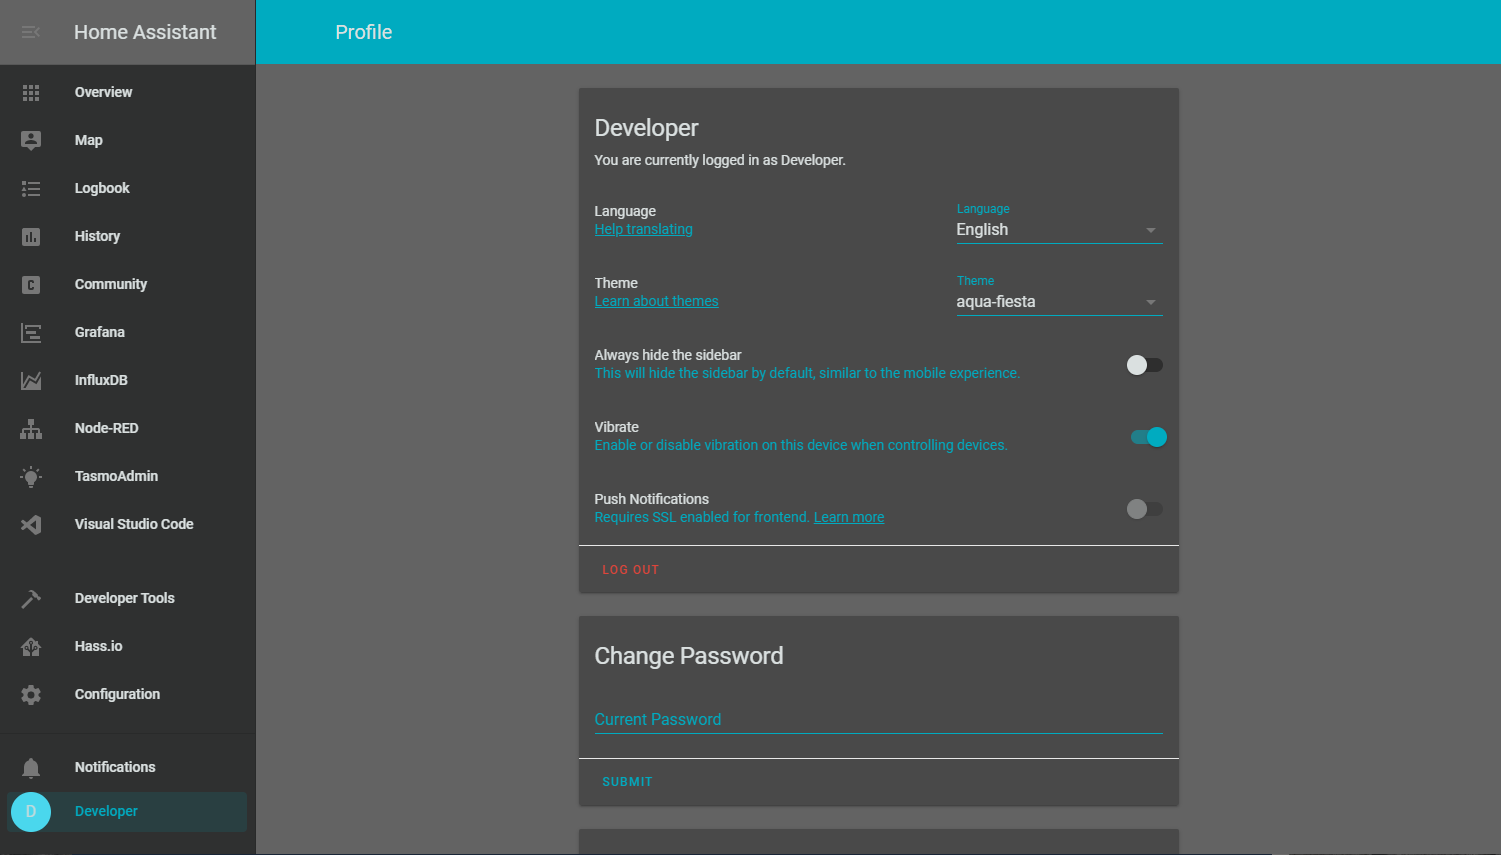 Home Assistant
Profile
Overview
Map
Logbook
History
Community
Grafana
InfluxDB
Node-RED
TasmoAdmin
Visual Studio Code
Developer Tools
Hass.io
Configuration
Notifications
D
Developer
Developer
You are currently logged in as Developer.
Language
Help translating
Language
English
Theme
Learn about themes
Theme
aqua-fiesta
Always hide the sidebar
This will hide the sidebar by default, similar to the mobile experience.
Vibrate
Enable or disable vibration on this device when controlling devices.
Push Notifications
Requires SSL enabled for frontend. Learn more
LOG OUT
Change Password
Current Password
SUBMIT